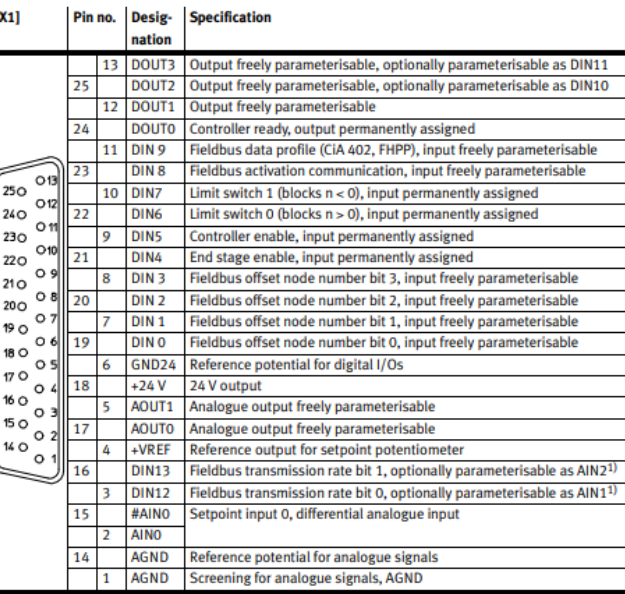 X1] Pin no. Desig- Specification
nation
13 DOUT3 Output freely parameterisable, optionally parameterisable as DIN11
25 DOUT2 Output freely parameterisable, optionally parameterisable as DIN10
12 DOUT1 Output freely parameterisable
24 DOUT0 Controller ready, output permanently assigned
11 DIN 9 Fieldbus data profile (CiA 402, FHPP), input freely parameterisable
23 DIN 8 Fieldbus activation communication, input freely parameterisable
10 DIN7 Limit switch 1 (blocks n < 0), input permanently assigned
22 DIN6 Limit switch 0 (blocks n > 0), input permanently assigned
9 DIN5 Controller enable, input permanently assigned
21 DIN4 End stage enable, input permanently assigned
8 DIN 3 Fieldbus offset node number bit 3, input freely parameterisable
20 DIN 2 Fieldbus offset node number bit 2, input freely parameterisable
7 DIN 1 Fieldbus offset node number bit 1, input freely parameterisable
19 DIN 0 Fieldbus offset node number bit 0, input freely parameterisable
6 GND24 Reference potential for digital I/Os
18 +24 V 24 V output
5 AOUT1 Analogue output freely parameterisable
17 AOUT0 Analogue output freely parameterisable
4 +VREF Reference output for setpoint potentiometer
16 DIN13 Fieldbus transmission rate bit 1, optionally parameterisable as AIN2¹⁾
3 DIN12 Fieldbus transmission rate bit 0, optionally parameterisable as AIN1¹⁾
15 #AIN0 Setpoint input 0, differential analogue input
2 AIN0
14 AGND Reference potential for analogue signals
1 AGND Screening for analogue signals, AGND
13
25
12
24
11
23
10
22
9
21
8
20
7
19
6
18
5
17
4
16
3
15
2
14
1